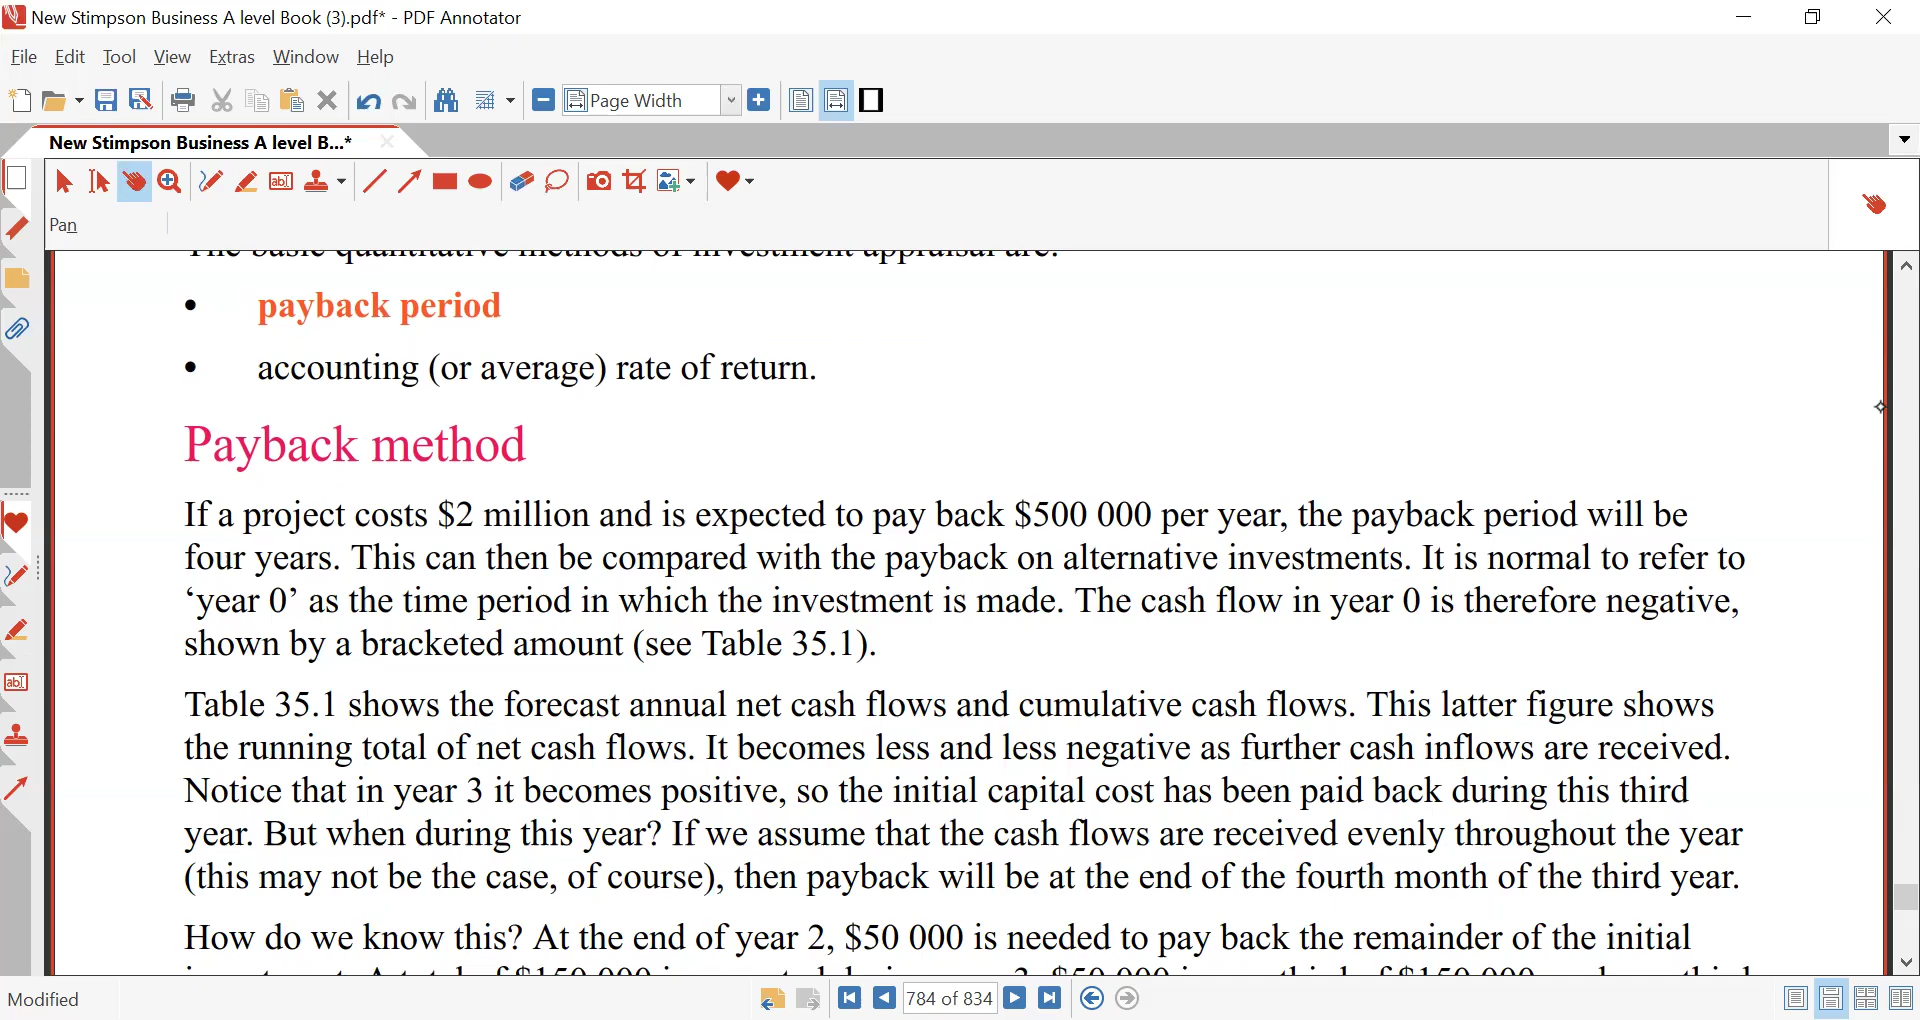 New Stimpson Business A level Book (3).pdf* - PDF Annotator
File Edit Tool View Extras Window Help
Page Width
New Stimpson Business A level B...*
Pan
The basic quantitative methods of investment appraisal are:
• payback period
• accounting (or average) rate of return.
Payback method
If a project costs $2 million and is expected to pay back $500 000 per year, the payback period will be
four years. This can then be compared with the payback on alternative investments. It is normal to refer to
‘year 0’ as the time period in which the investment is made. The cash flow in year 0 is therefore negative,
shown by a bracketed amount (see Table 35.1).
Table 35.1 shows the forecast annual net cash flows and cumulative cash flows. This latter figure shows
the running total of net cash flows. It becomes less and less negative as further cash inflows are received.
Notice that in year 3 it becomes positive, so the initial capital cost has been paid back during this third
year. But when during this year? If we assume that the cash flows are received evenly throughout the year
(this may not be the case, of course), then payback will be at the end of the fourth month of the third year.
How do we know this? At the end of year 2, $50 000 is needed to pay back the remainder of the initial
Modified
784 of 834